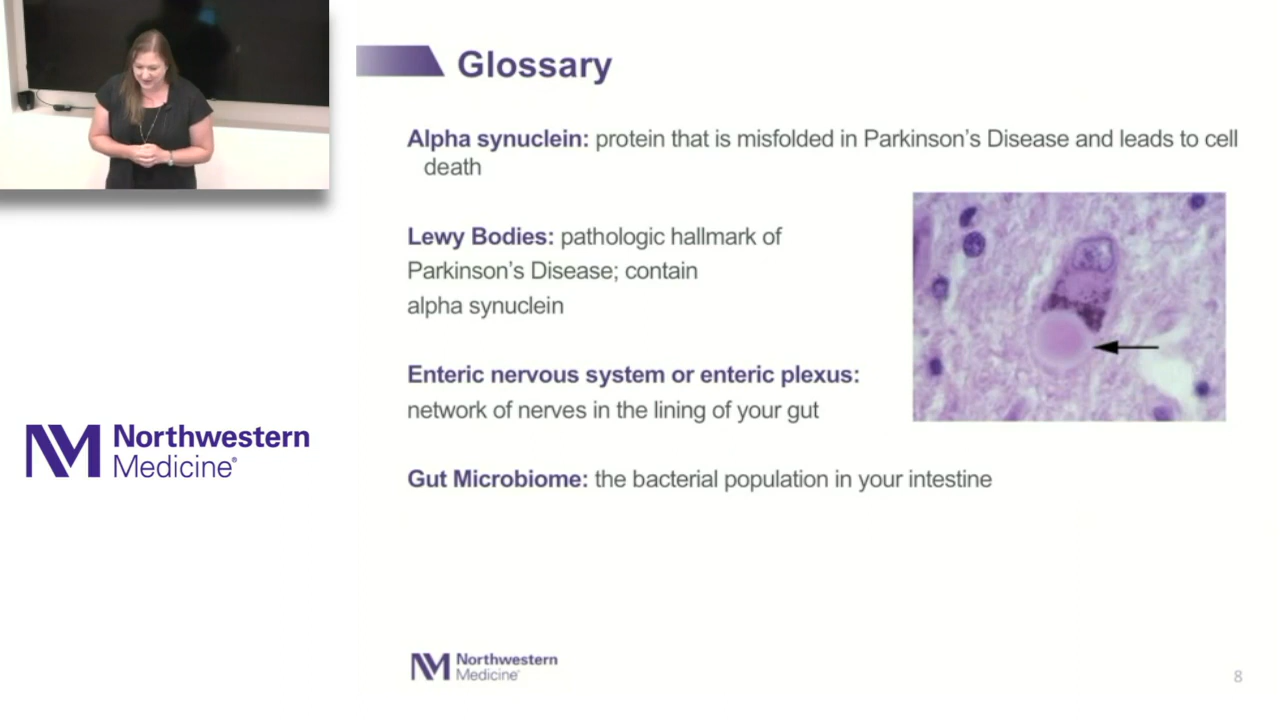 Glossary
Alpha synuclein: protein that is misfolded in Parkinson's Disease and leads to cell
death
Lewy Bodies: pathologic hallmark of
Parkinson's Disease; contain
alpha synuclein
Enteric nervous system or enteric plexus:
network of nerves in the lining of your gut
Gut Microbiome: the bacterial population in your intestine
NM Northwestern
Medicine®
NM Northwestern
Medicine®
8